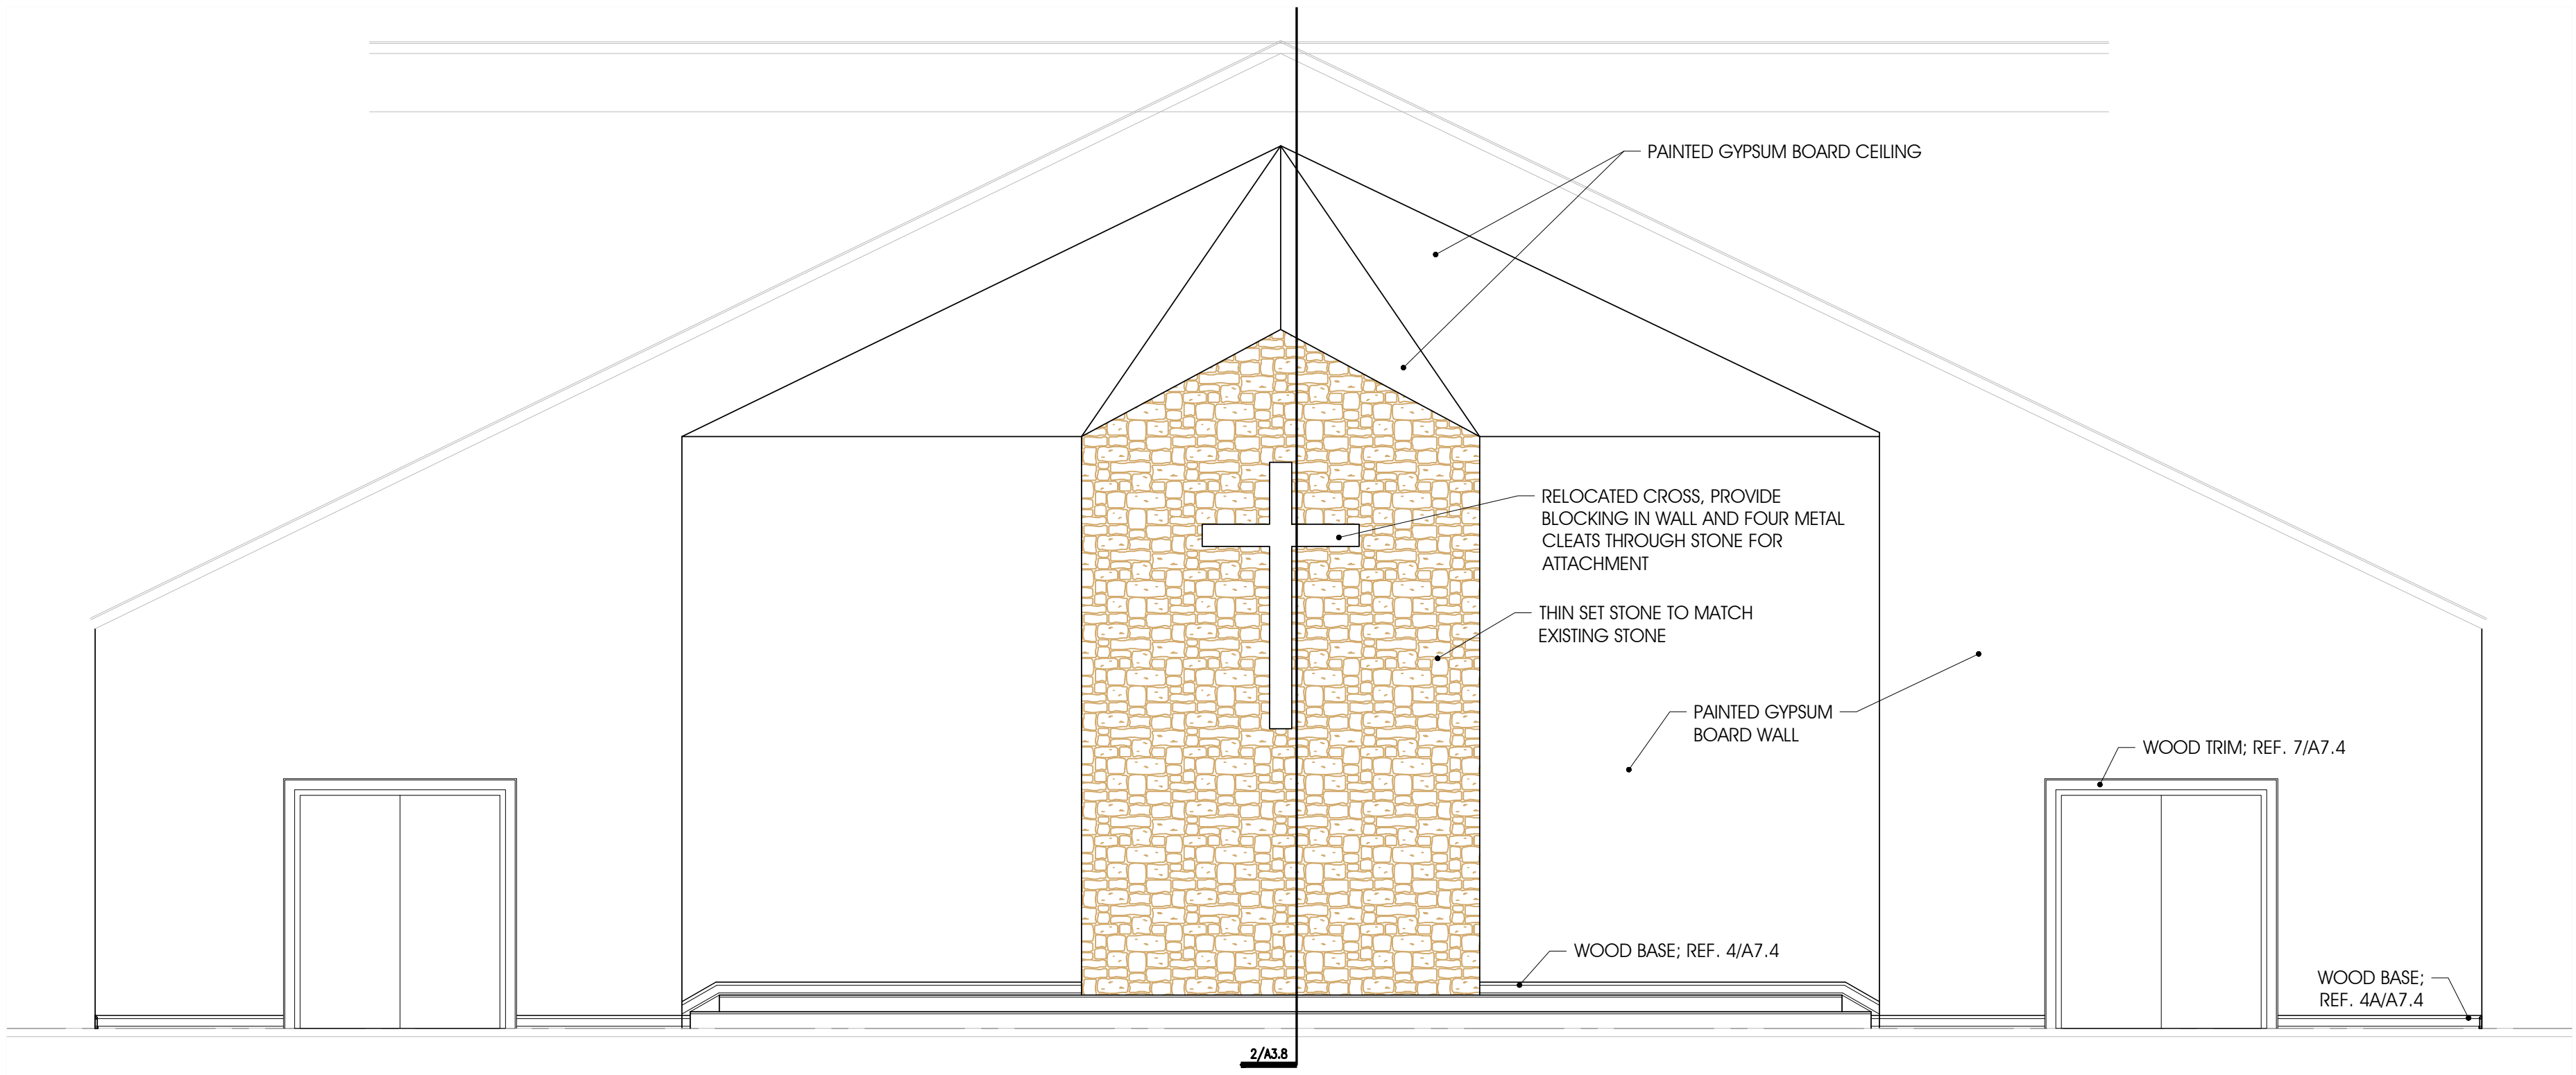 PAINTED GYPSUM BOARD CEILING
RELOCATED CROSS, PROVIDE
BLOCKING IN WALL AND FOUR METAL
CLEATS THROUGH STONE FOR
ATTACHMENT
THIN SET STONE TO MATCH
EXISTING STONE
PAINTED GYPSUM
BOARD WALL
WOOD TRIM; REF. 7/A7.4
WOOD BASE; REF. 4/A7.4
WOOD BASE;
REF. 4A/A7.4
2/A3.8